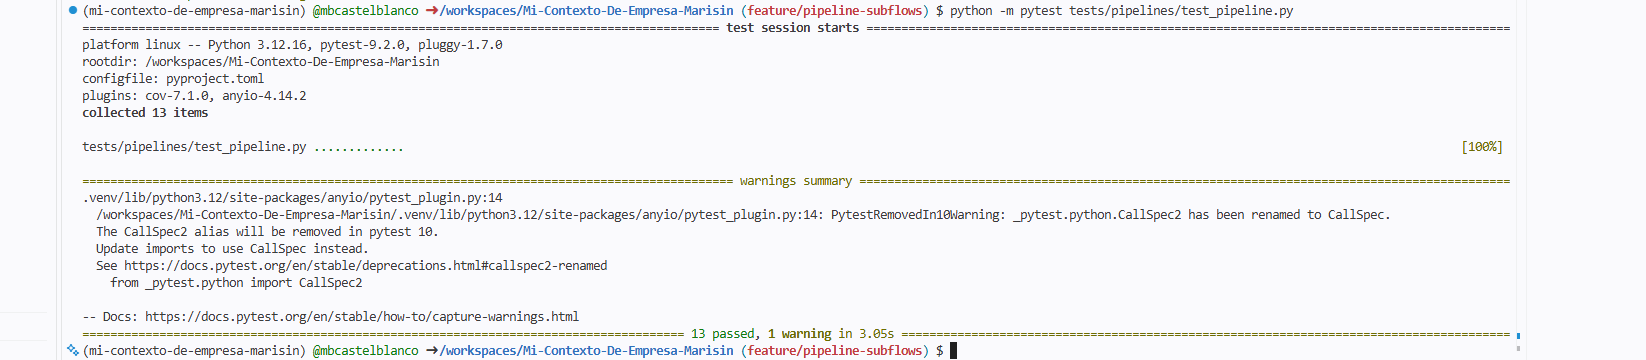 (mi-contexto-de-empresa-marisin) @mbcastelblanco ➜/workspaces/Mi-Contexto-De-Empresa-Marisin (feature/pipeline-subflows) $ python -m pytest tests/pipelines/test_pipeline.py
=========================================================================================== test session starts ============================================================================================
platform linux -- Python 3.12.16, pytest-9.2.0, pluggy-1.7.0
rootdir: /workspaces/Mi-Contexto-De-Empresa-Marisin
configfile: pyproject.toml
plugins: cov-7.1.0, anyio-4.14.2
collected 13 items
tests/pipelines/test_pipeline.py ............. [100%]
============================================================================================= warnings summary =============================================================================================
.venv/lib/python3.12/site-packages/anyio/pytest_plugin.py:14
/workspaces/Mi-Contexto-De-Empresa-Marisin/.venv/lib/python3.12/site-packages/anyio/pytest_plugin.py:14: PytestRemovedIn10Warning: _pytest.python.CallSpec2 has been renamed to CallSpec.
The CallSpec2 alias will be removed in pytest 10.
Update imports to use CallSpec instead.
See https://docs.pytest.org/en/stable/deprecations.html#callspec2-renamed
from _pytest.python import CallSpec2
-- Docs: https://docs.pytest.org/en/stable/how-to/capture-warnings.html
====================================================================================== 13 passed, 1 warning in 3.05s =======================================================================================
(mi-contexto-de-empresa-marisin) @mbcastelblanco ➜/workspaces/Mi-Contexto-De-Empresa-Marisin (feature/pipeline-subflows) $